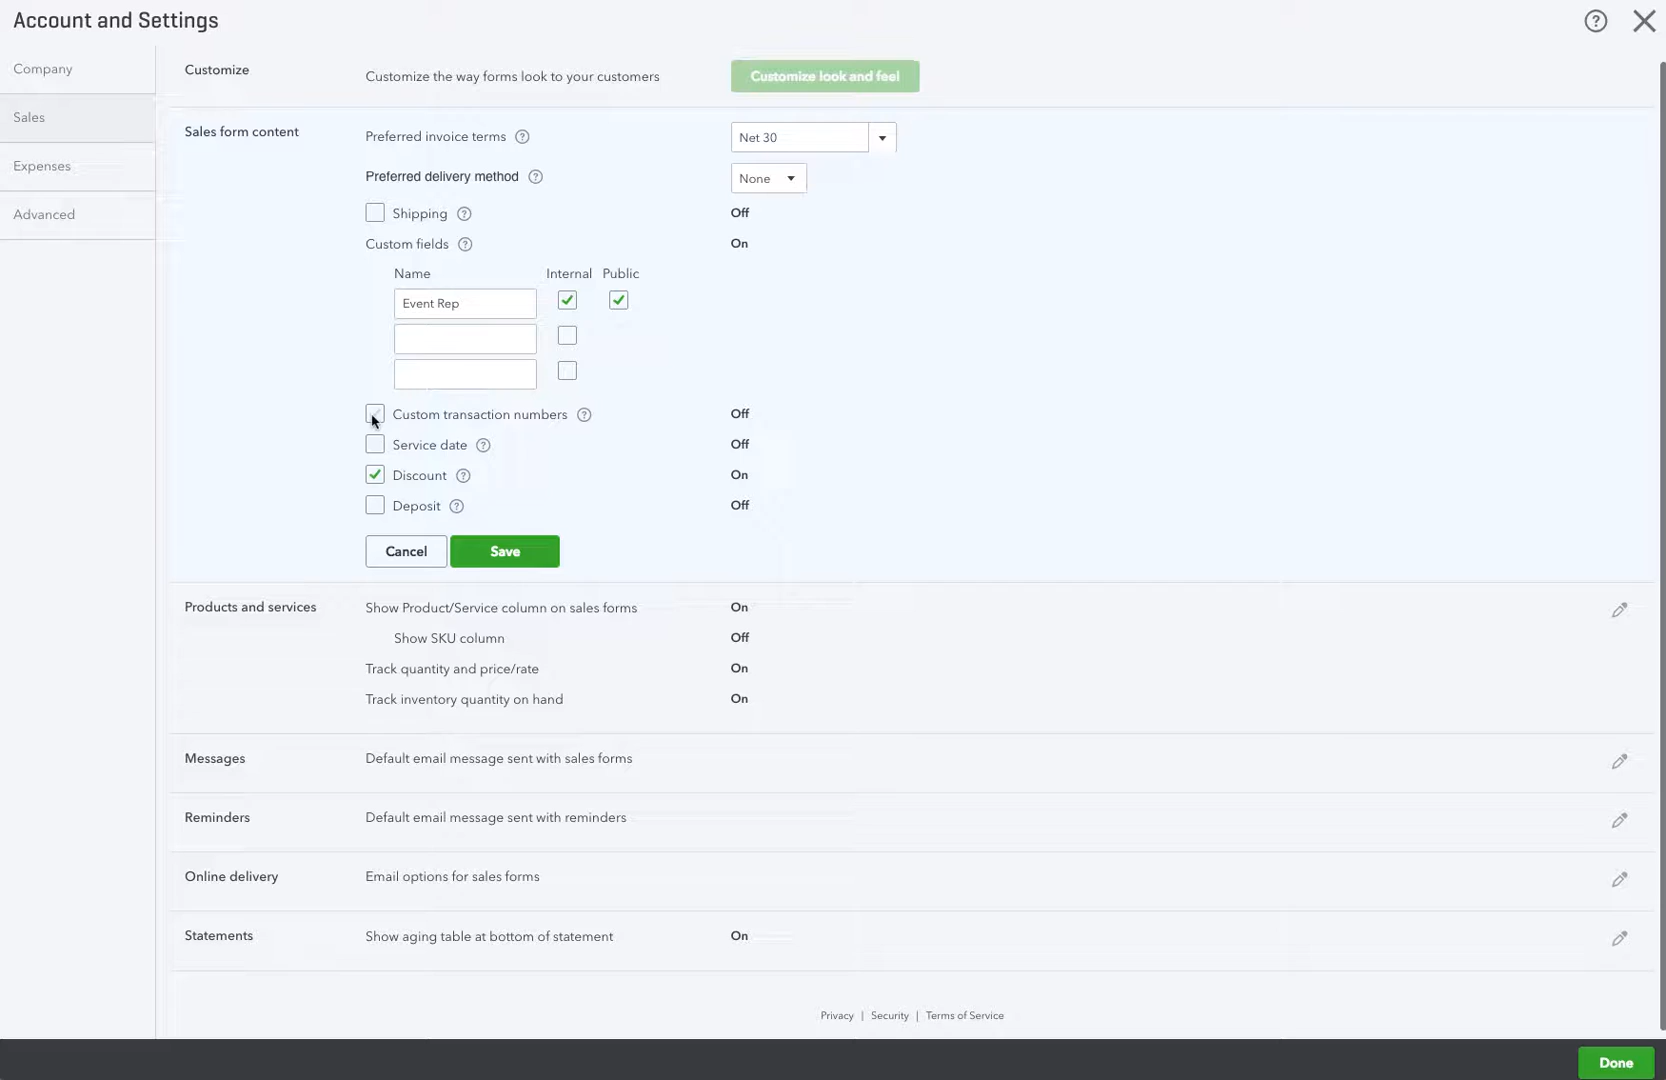 Account and Settings
Company
Sales
Expenses
Advanced
Customize
Customize the way forms look to your customers
Customize look and feel
Sales form content
Preferred invoice terms ?
Net 30
Preferred delivery method ?
None
Shipping ?
Off
Custom fields ?
On
Name Internal Public
Event Rep
Custom transaction numbers ?
Off
Service date ?
Off
Discount ?
On
Deposit ?
Off
Cancel
Save
Products and services
Show Product/Service column on sales forms
On
Show SKU column
Off
Track quantity and price/rate
On
Track inventory quantity on hand
On
Messages
Default email message sent with sales forms
Reminders
Default email message sent with reminders
Online delivery
Email options for sales forms
Statements
Show aging table at bottom of statement
On
Privacy | Security | Terms of Service
Done